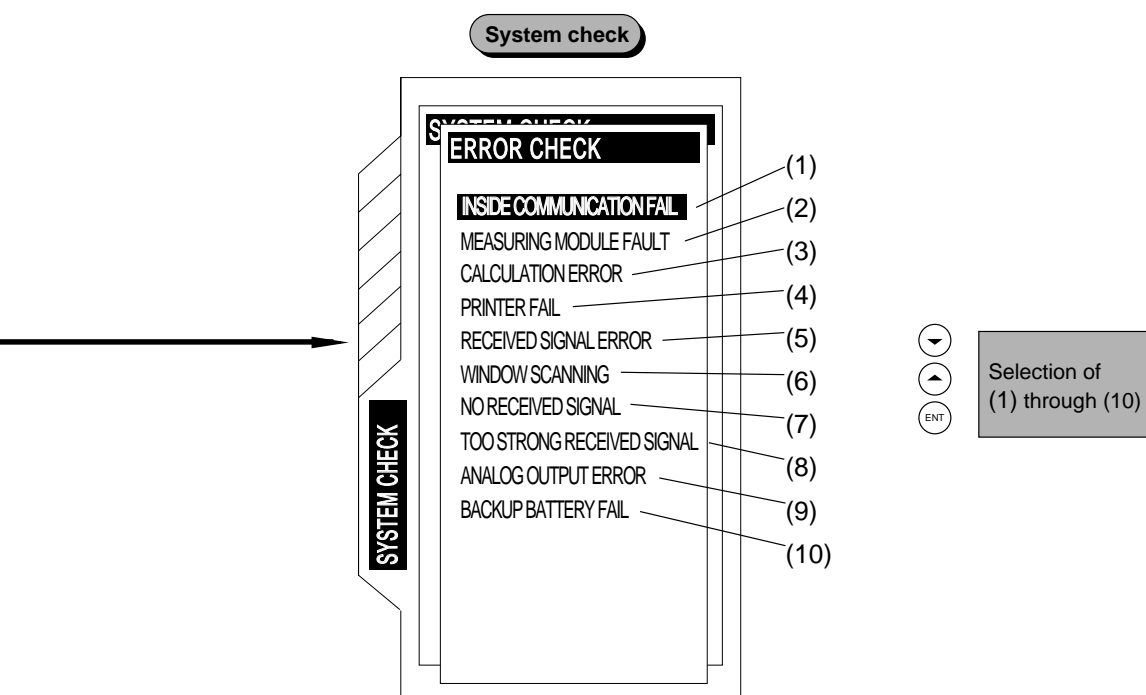 System check
SYSTEM CHECK
ERROR CHECK
INSIDE COMMUNICATION FAIL
(1)
MEASURING MODULE FAULT
(2)
CALCULATION ERROR
(3)
PRINTER FAIL
(4)
RECEIVED SIGNAL ERROR
(5)
WINDOW SCANNING
(6)
NO RECEIVED SIGNAL
(7)
TOO STRONG RECEIVED SIGNAL
(8)
ANALOG OUTPUT ERROR
(9)
BACKUP BATTERY FAIL
(10)
SYSTEM CHECK
ENT
Selection of
(1) through (10)